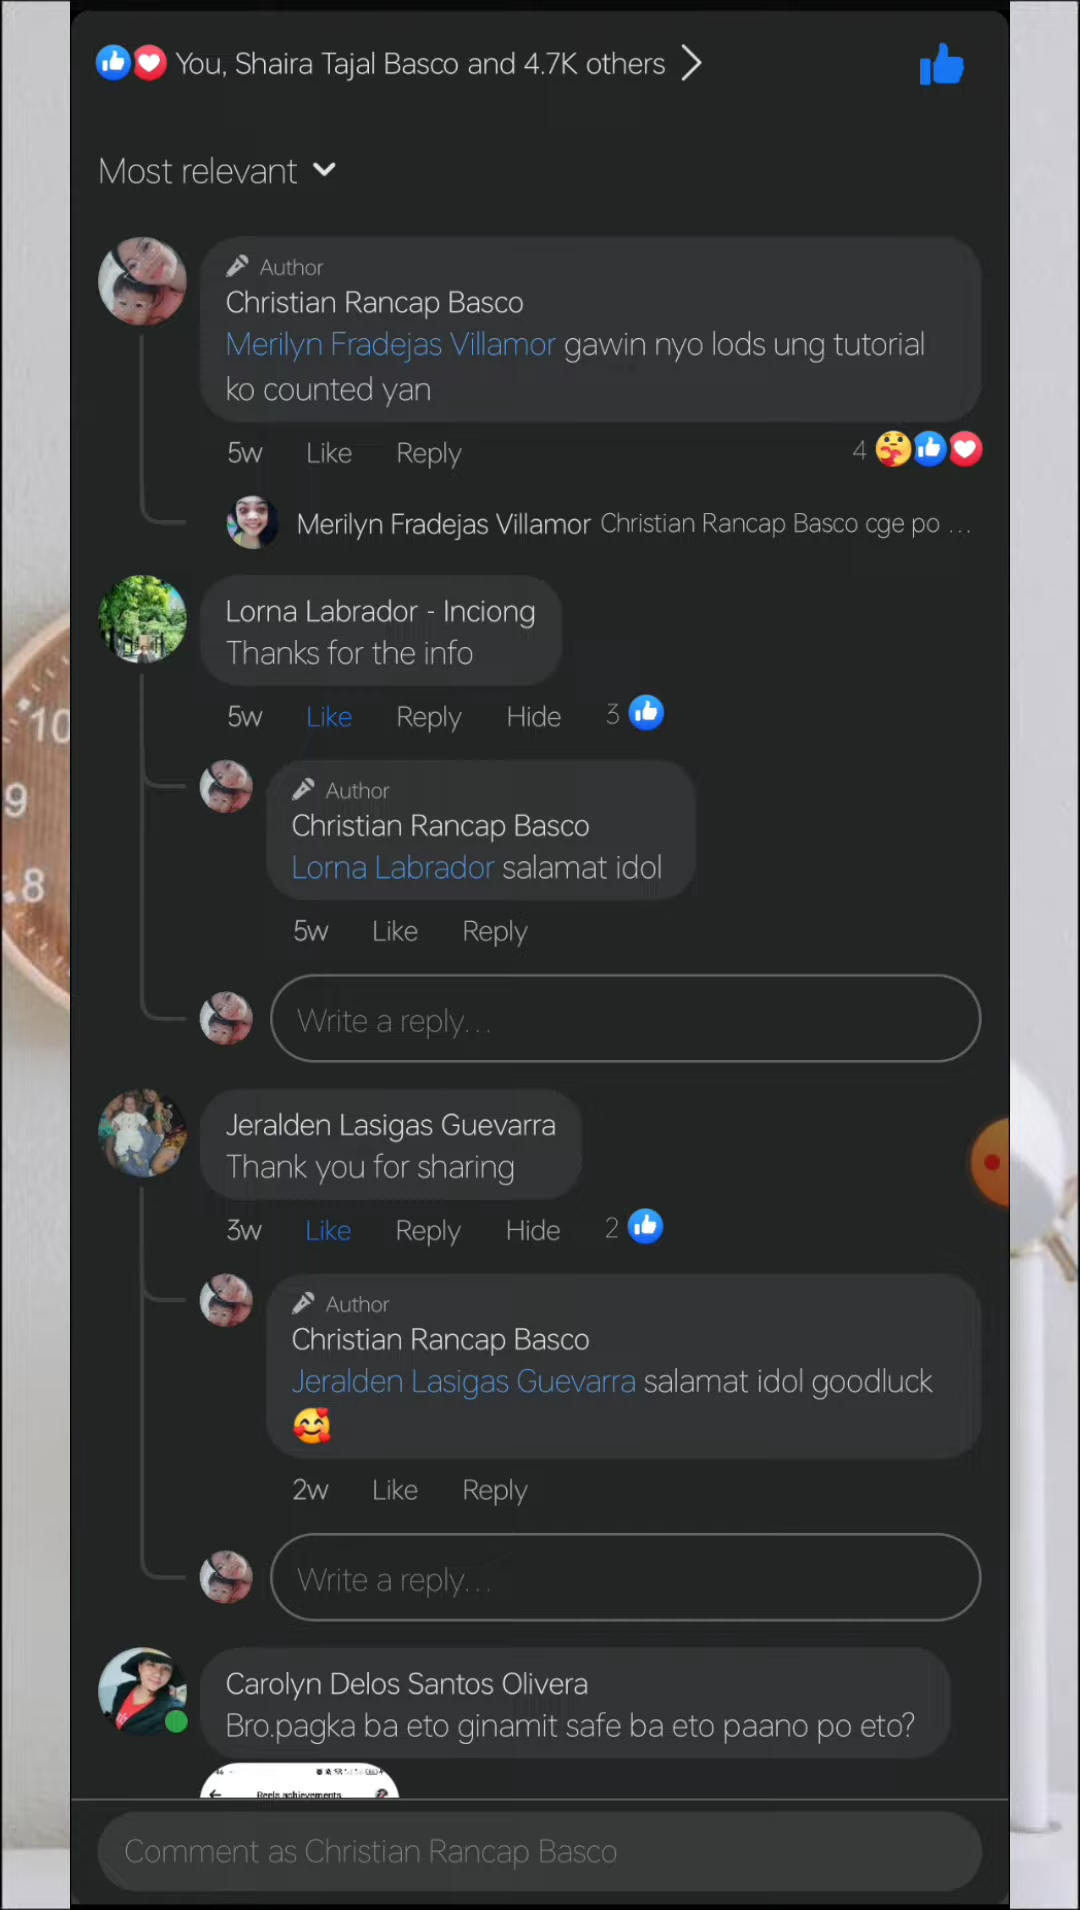 You, Shaira Tajal Basco and 4.7K others
Most relevant
Author
Christian Rancap Basco
Merilyn Fradejas Villamor gawin nyo lods ung tutorial
ko counted yan
5w Like Reply 4
Merilyn Fradejas Villamor Christian Rancap Basco cge po ...
Lorna Labrador - Inciong
Thanks for the info
5w Like Reply Hide 3
Author
Christian Rancap Basco
Lorna Labrador salamat idol
5w Like Reply
Write a reply...
Jeralden Lasigas Guevarra
Thank you for sharing
3w Like Reply Hide 2
Author
Christian Rancap Basco
Jeralden Lasigas Guevarra salamat idol goodluck
2w Like Reply
Write a reply...
Carolyn Delos Santos Olivera
Bro.pagka ba eto ginamit safe ba eto paano po eto?
Reels achievements
Comment as Christian Rancap Basco
10
9
8